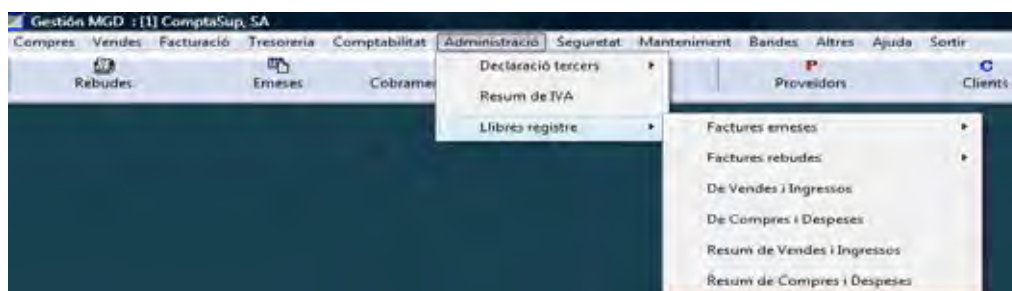 Gestión MGD : [1] ComptaSup, SA
Compres Vendes Facturació Tresoreria Comptabilitat Administració Seguretat Manteniment Bandes Altres Ajuda Sortir
Rebudes Emeses Cobrame P Proveïdors C Clients
Declaració tercers
Resum de IVA
Llibres registre
Factures emeses
Factures rebudes
De Vendes i Ingressos
De Compres i Despeses
Resum de Vendes i Ingressos
Resum de Compres i Despeses